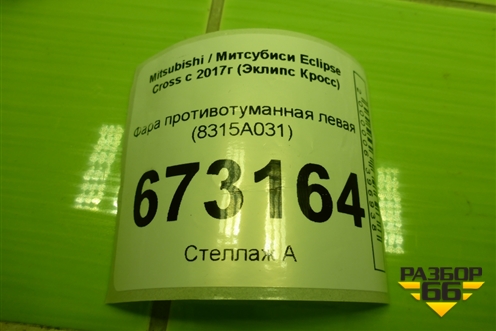 Mitsubishi / Митсубиси Eclipse
Cross с 2017г (Эклипс Кросс)
Фара противотуманная левая
(8315A031)
673164
Стеллаж А
РАЗБОР
66